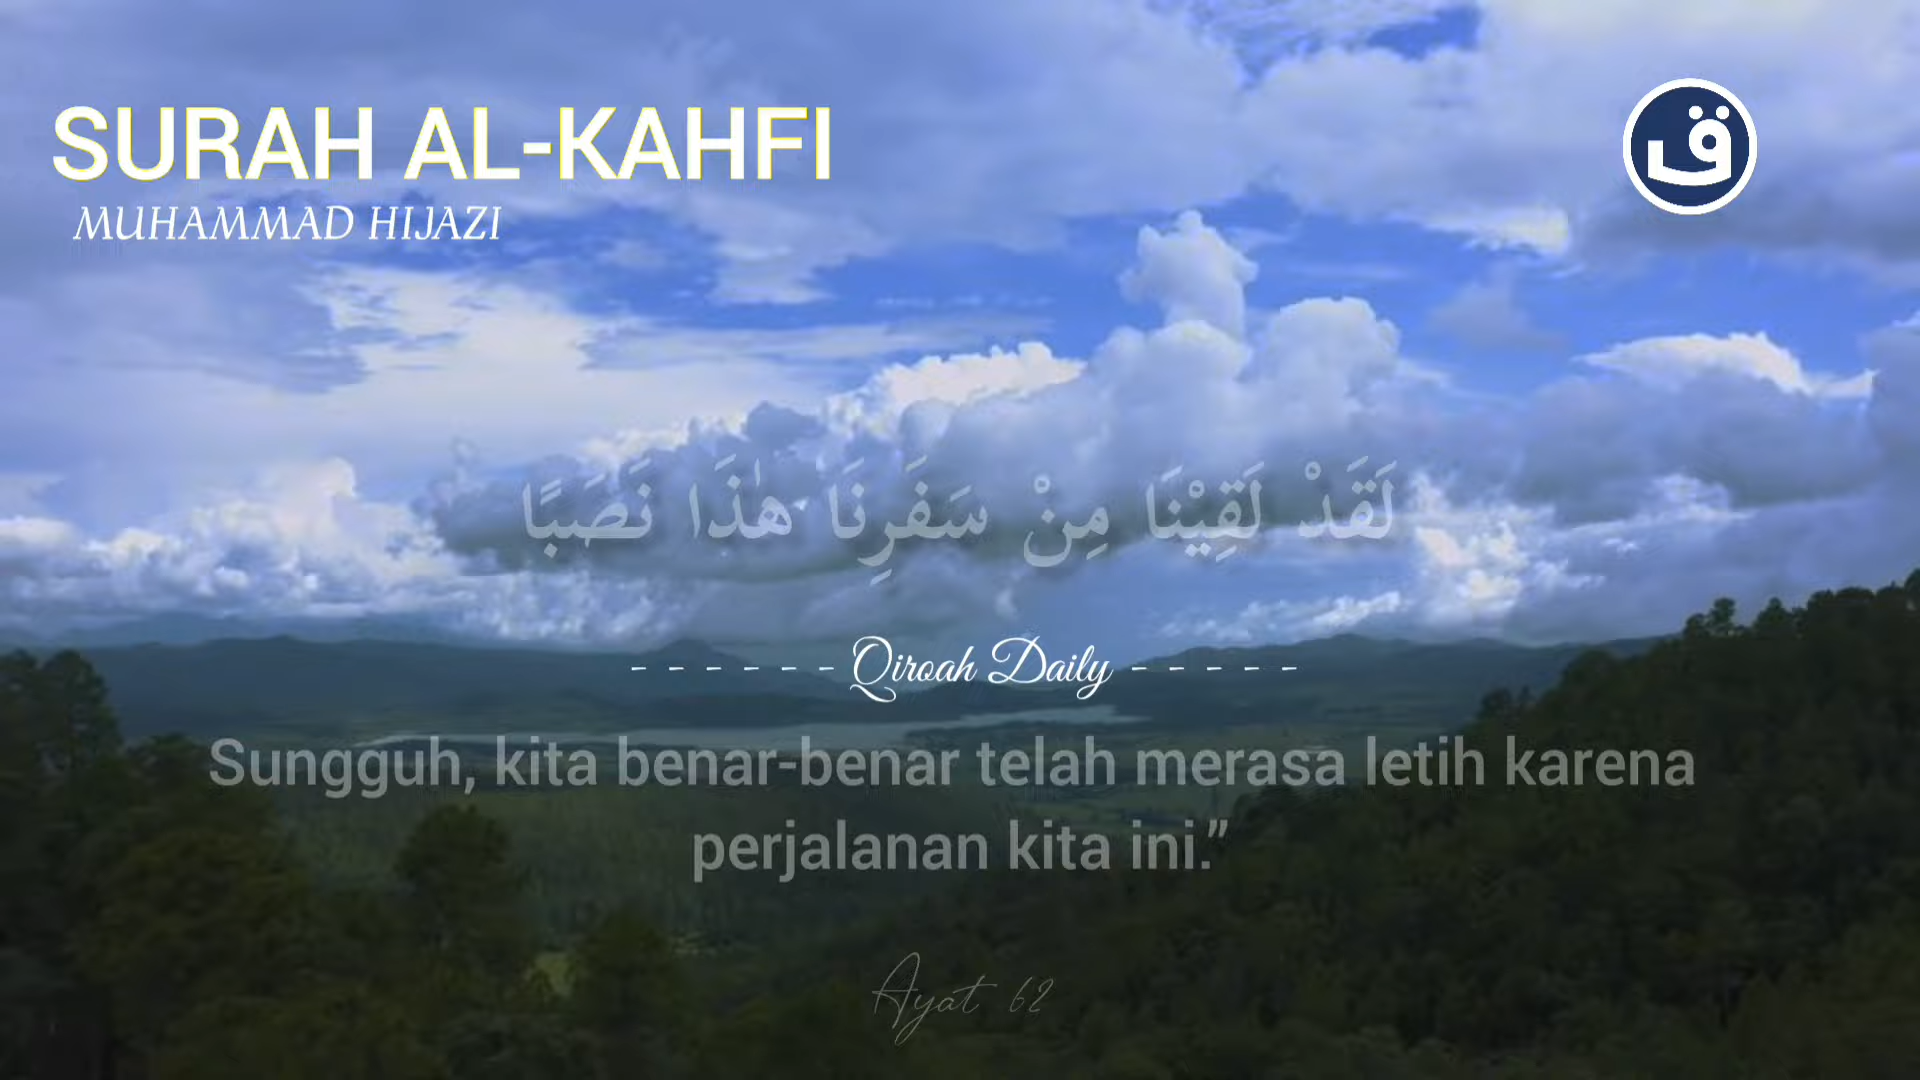 SURAH AL-KAHFI
MUHAMMAD HIJAZI
ق
لَقَدْ لَقِيْنَا مِنْ سَفَرِنَا هٰذَا نَصَبًا
- - - - - - Qiroah Daily - - - - -
Sungguh, kita benar-benar telah merasa letih karena
perjalanan kita ini.”
Ayat 62